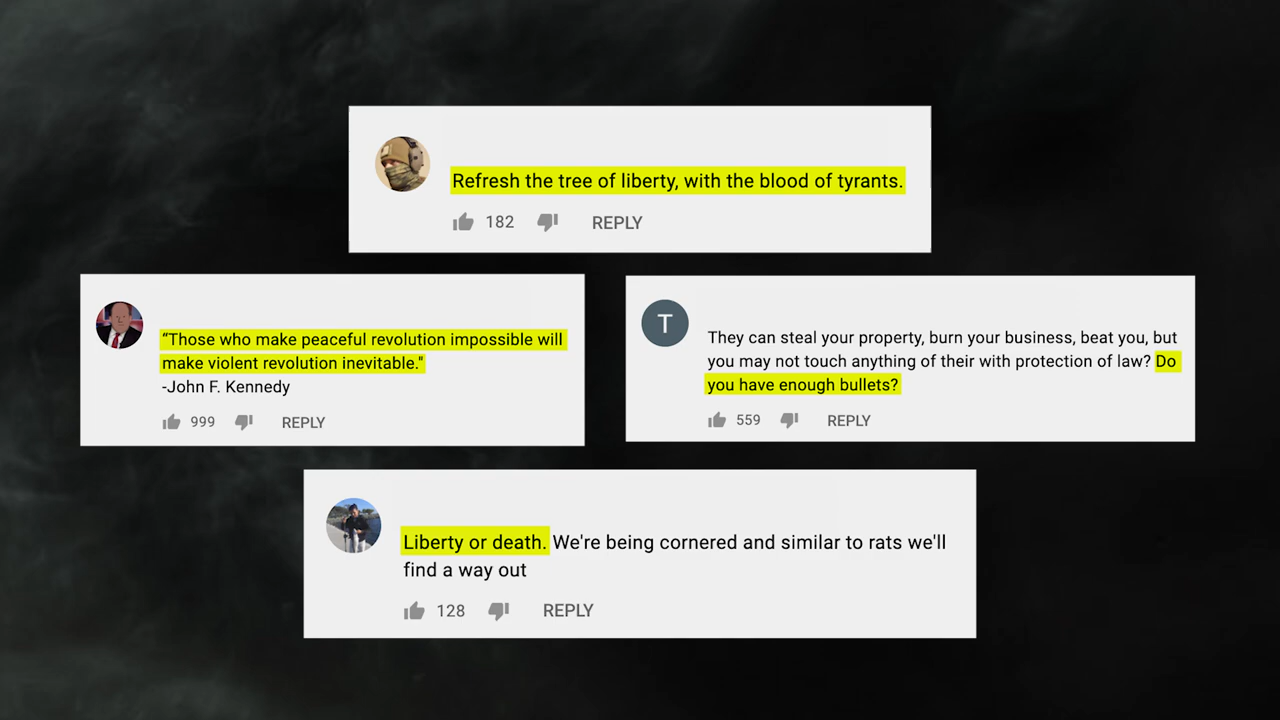 Refresh the tree of liberty, with the blood of tyrants.
182 REPLY
“Those who make peaceful revolution impossible will
make violent revolution inevitable."
-John F. Kennedy
999 REPLY
T
They can steal your property, burn your business, beat you, but
you may not touch anything of their with protection of law? Do
you have enough bullets?
559 REPLY
Liberty or death. We're being cornered and similar to rats we'll
find a way out
128 REPLY